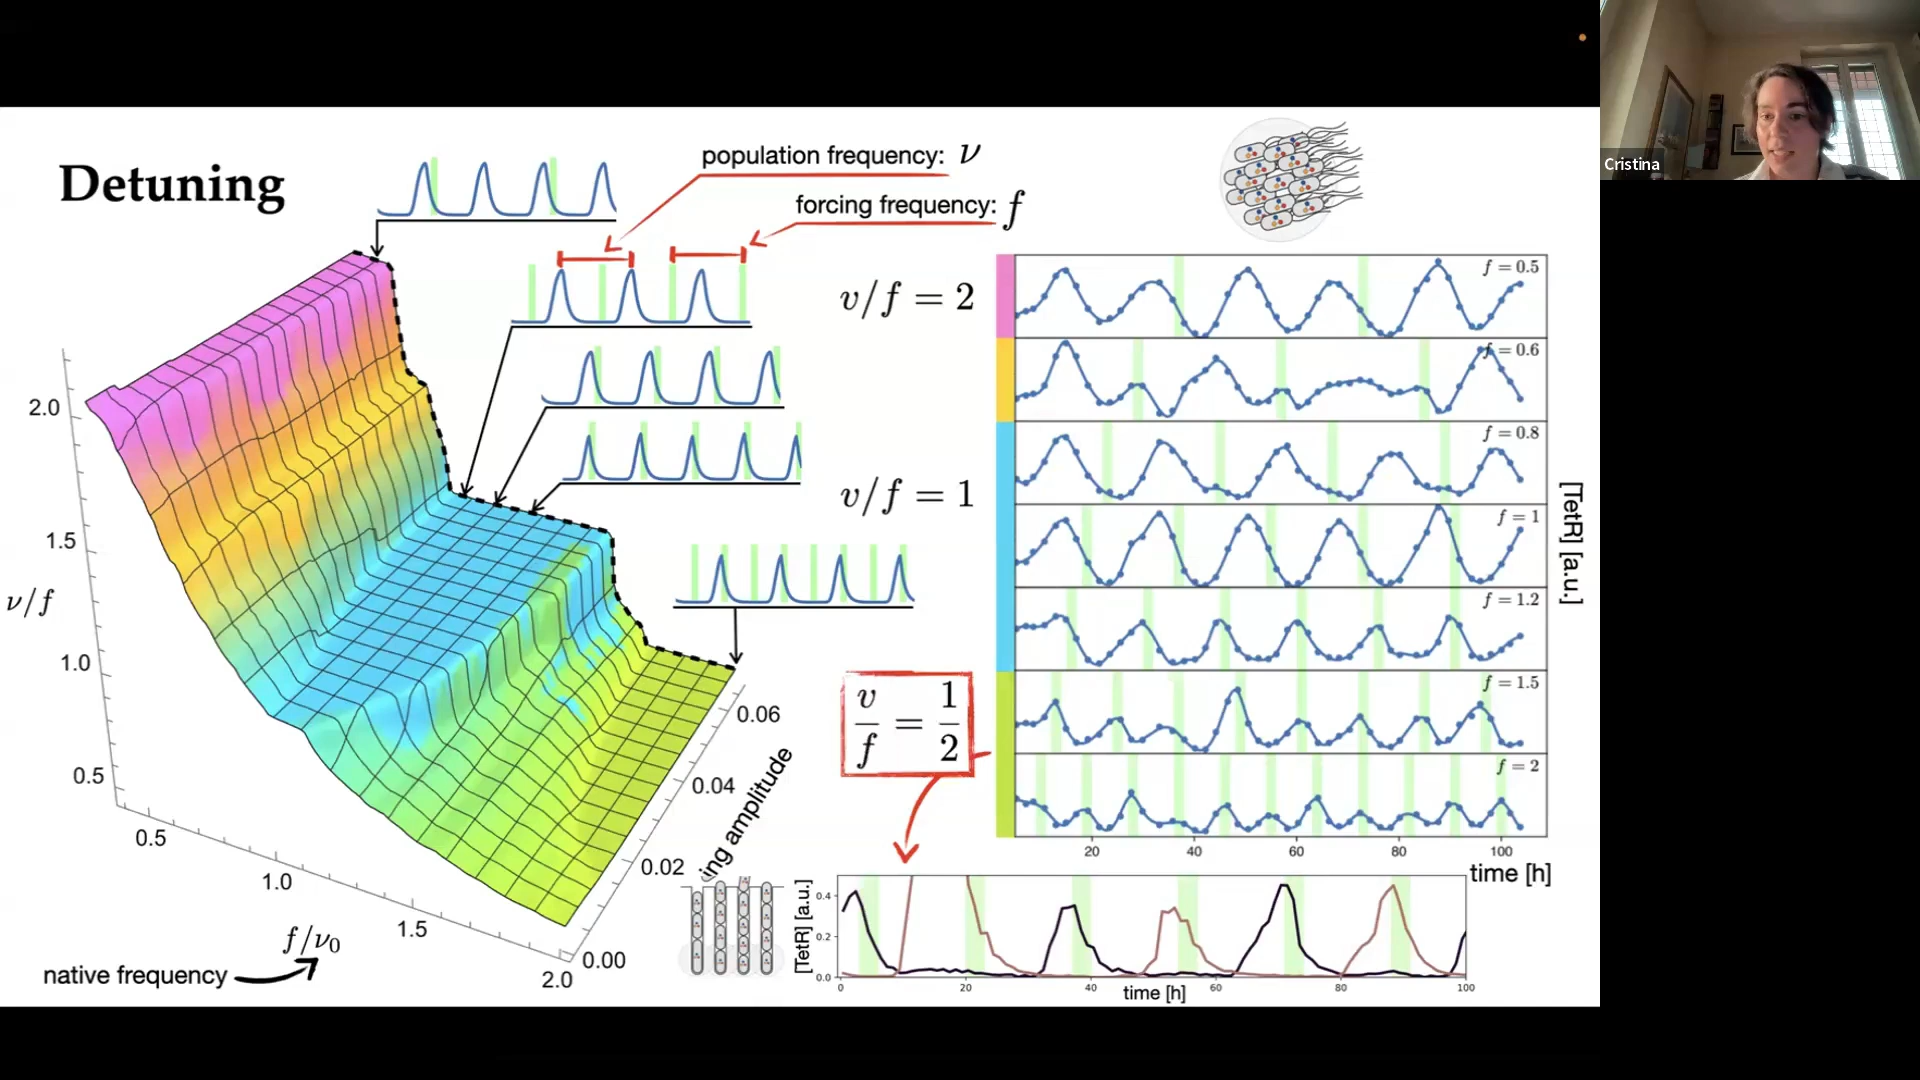 Cristina
Detuning
population frequency: ν
forcing frequency: f
v/f = 2
v/f = 1
v/f = 1/2
2.0
1.5
1.0
0.5
ν/f
0.5
1.0
1.5
2.0
f/ν₀
native frequency
0.00
0.02
0.04
0.06
ing amplitude
f = 0.5
f = 0.6
f = 0.8
f = 1
f = 1.2
f = 1.5
f = 2
20 40 60 80 100
time [h]
[TetR] [a.u.]
[TetR] [a.u.]
0.4
0.2
0.0
0 20 40 60 80 100
time [h]